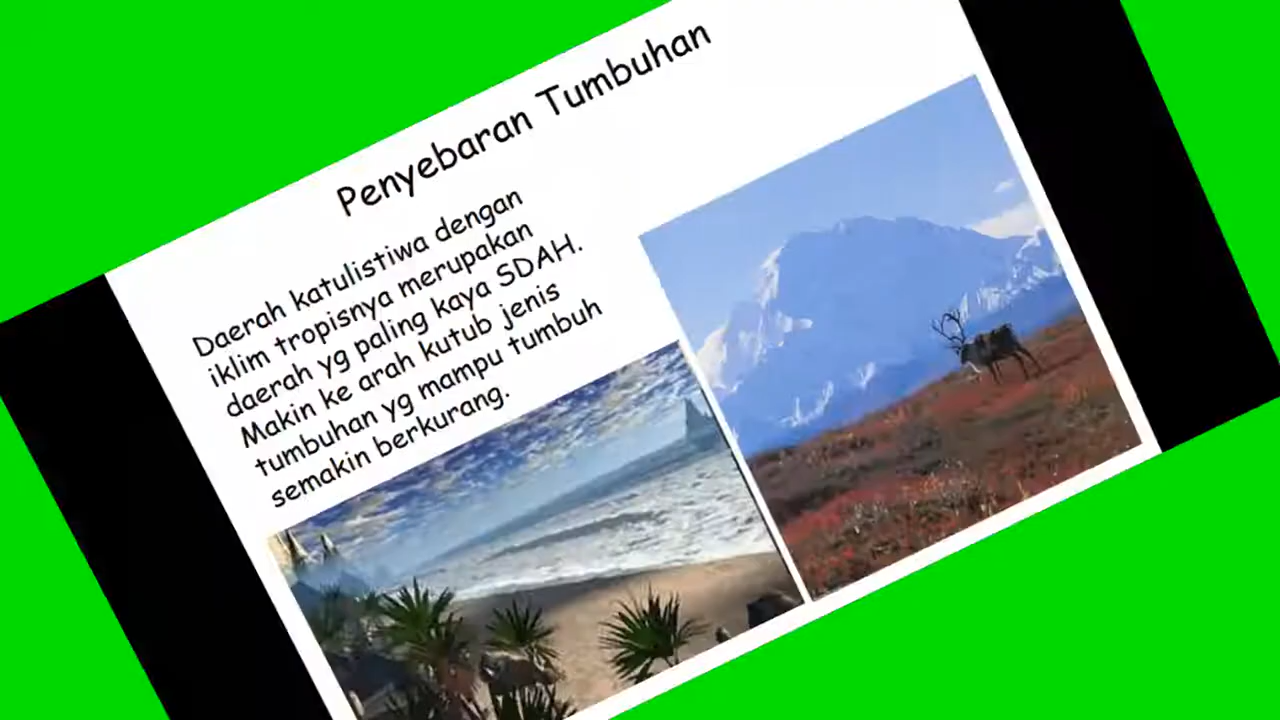 Penyebaran Tumbuhan
Daerah katulistiwa dengan
iklim tropisnya merupakan
daerah yg paling kaya SDAH.
Makin ke arah kutub jenis
tumbuhan yg mampu tumbuh
semakin berkurang.